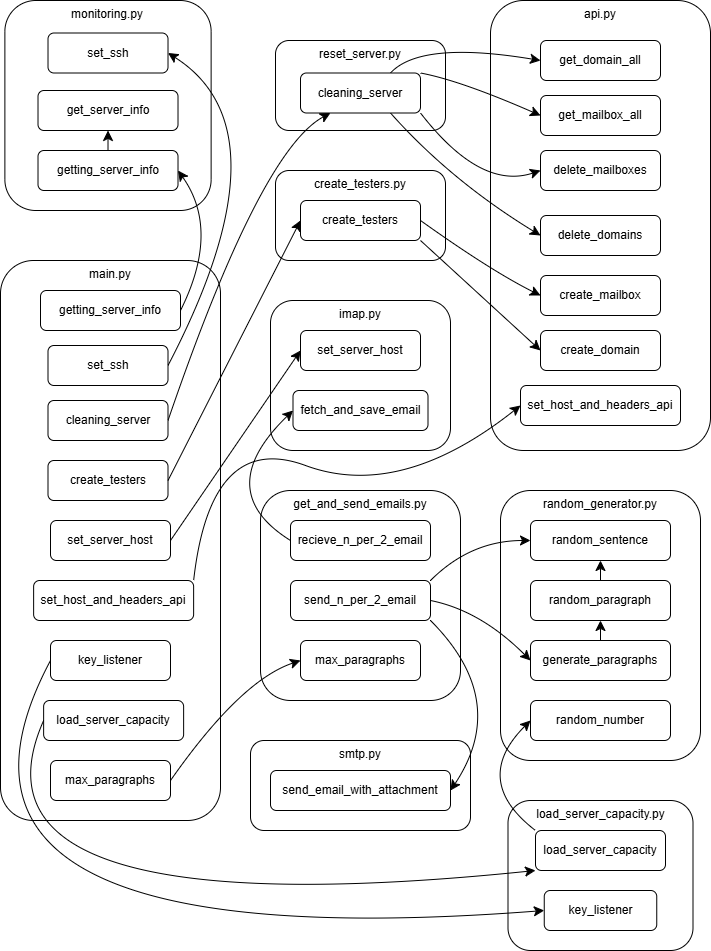 monitoring.py
set_ssh
get_server_info
getting_server_info
main.py
getting_server_info
set_ssh
cleaning_server
create_testers
set_server_host
set_host_and_headers_api
key_listener
load_server_capacity
max_paragraphs
reset_server.py
cleaning_server
create_testers.py
create_testers
imap.py
set_server_host
fetch_and_save_email
get_and_send_emails.py
recieve_n_per_2_email
send_n_per_2_email
max_paragraphs
smtp.py
send_email_with_attachment
api.py
get_domain_all
get_mailbox_all
delete_mailboxes
delete_domains
create_mailbox
create_domain
set_host_and_headers_api
random_generator.py
random_sentence
random_paragraph
generate_paragraphs
random_number
load_server_capacity.py
load_server_capacity
key_listener